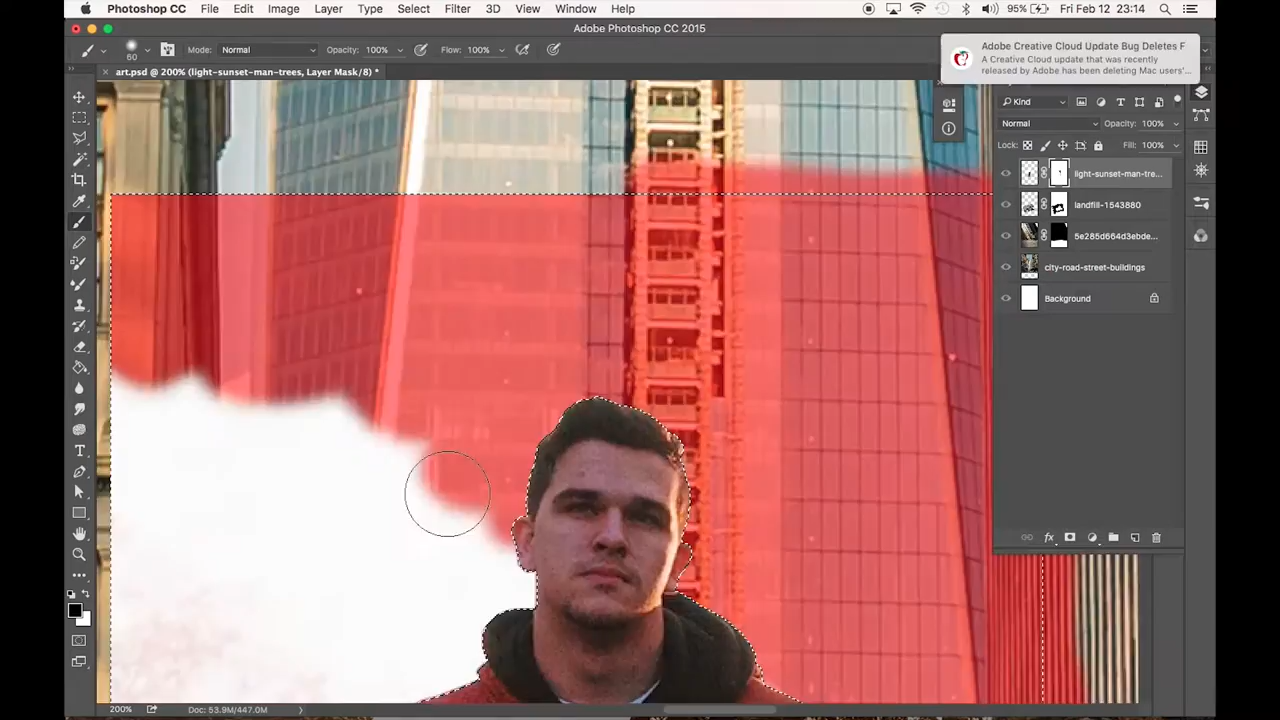 Photoshop CC File Edit Image Layer Type Select Filter 3D View Window Help 95% Fri Feb 12 23:14
Adobe Photoshop CC 2015
60 Mode: Normal Opacity: 100% Flow: 100%
Adobe Creative Cloud Update Bug Deletes F
A Creative Cloud update that was recently
released by Adobe has been deleting Mac users'...
art.psd @ 200% (light-sunset-man-trees, Layer Mask/8) *
Kind
Normal Opacity: 100%
Lock: Fill: 100%
light-sunset-man-tre...
landfill-1543880
5e285d664d3ebde...
city-road-street-buildings
Background
200% Doc: 53.9M/447.0M